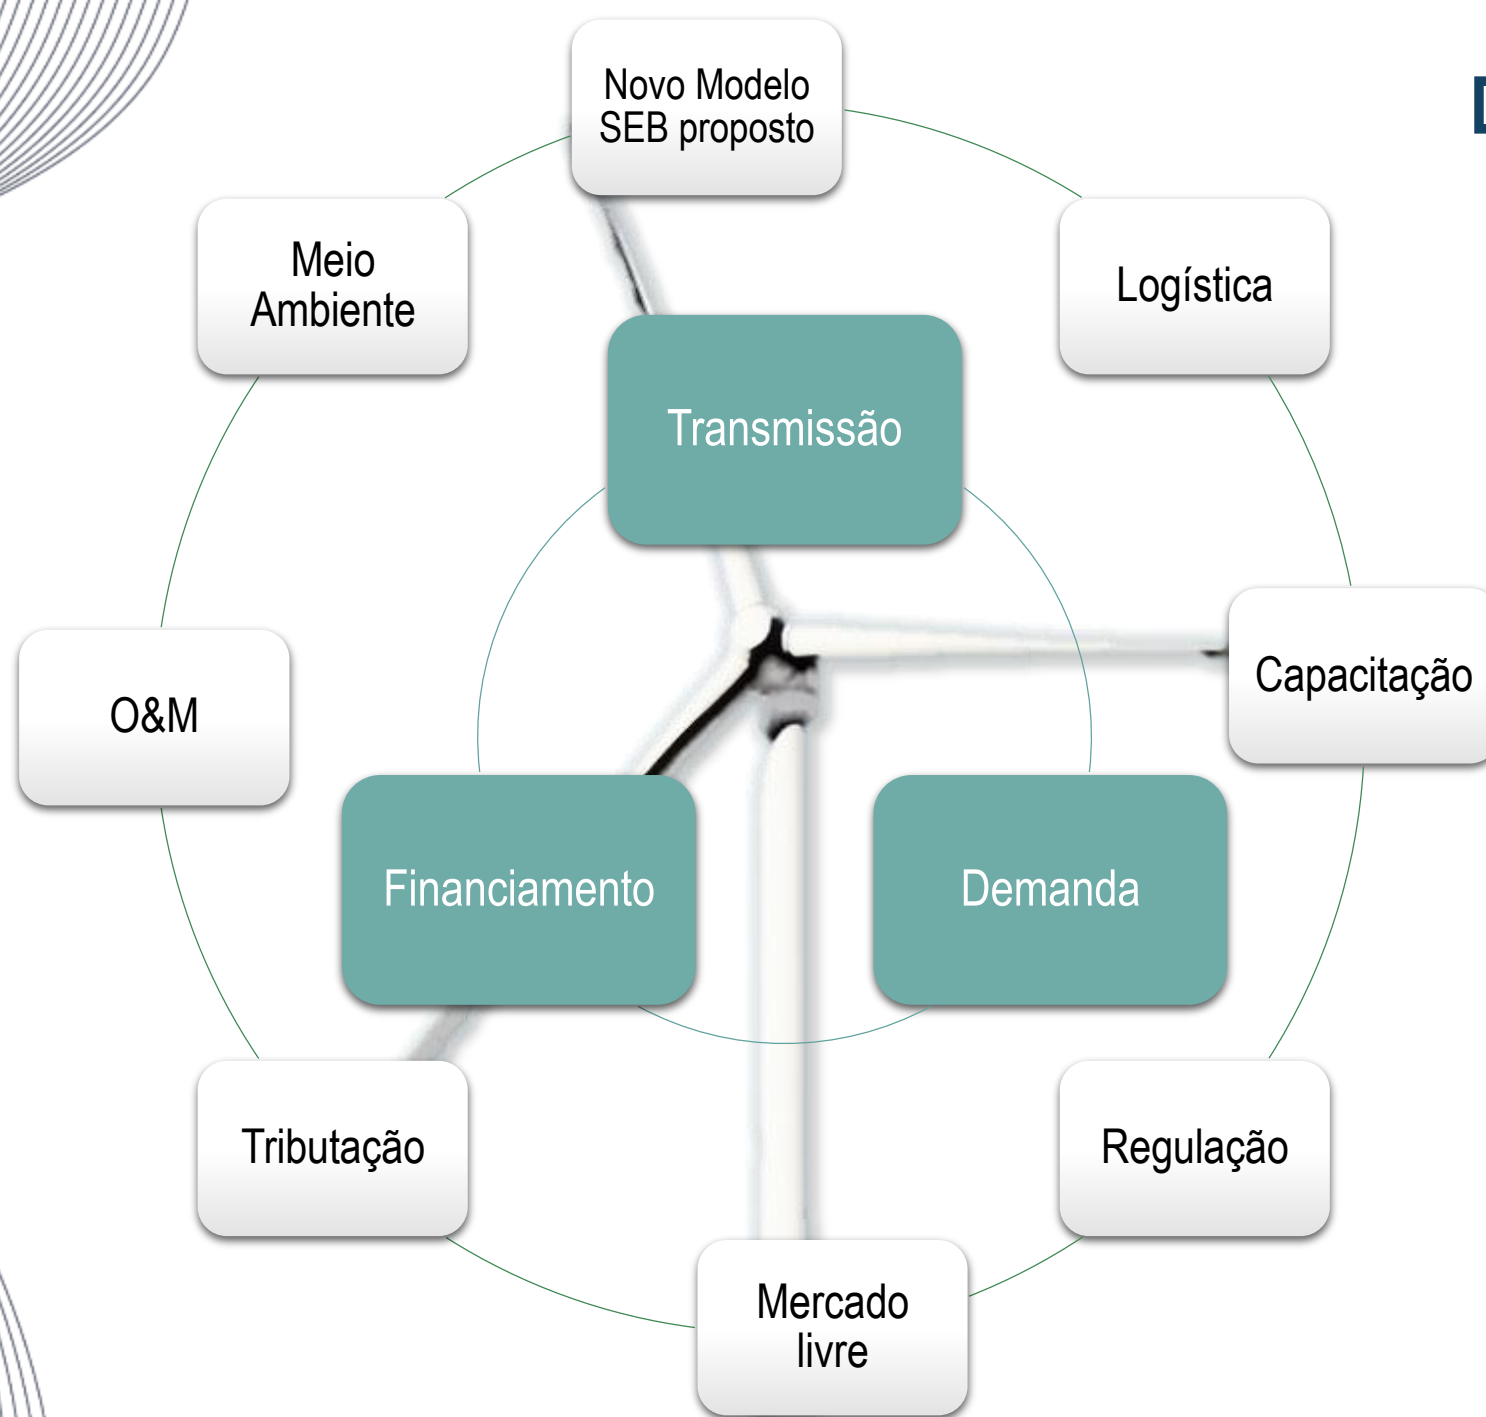 Novo Modelo
SEB proposto
Meio
Ambiente
Logística
Transmissão
Capacitação
O&M
Financiamento
Demanda
Tributação
Regulação
Mercado
livre